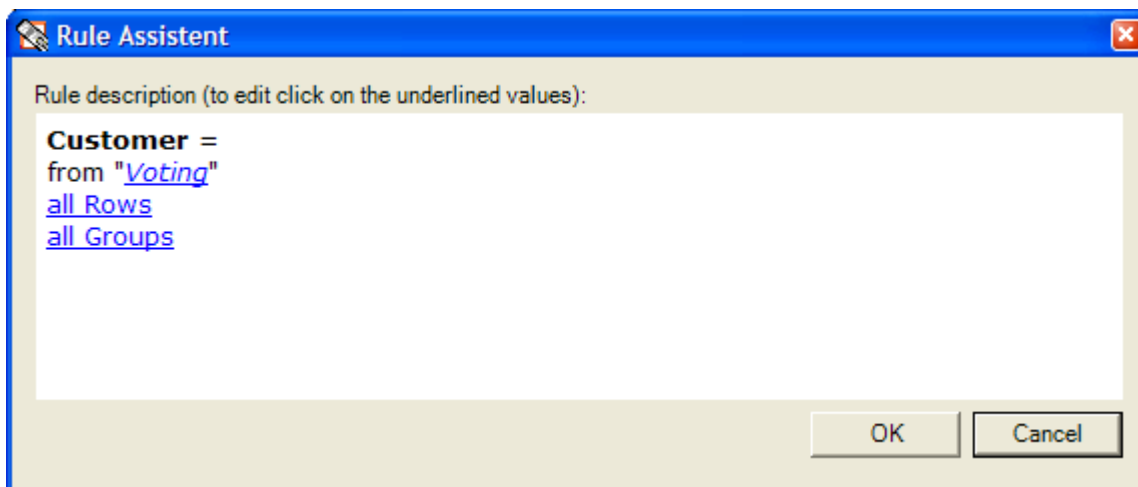 Rule Assistent
Rule description (to edit click on the underlined values):
Customer =
from "Voting"
all Rows
all Groups
OK
Cancel